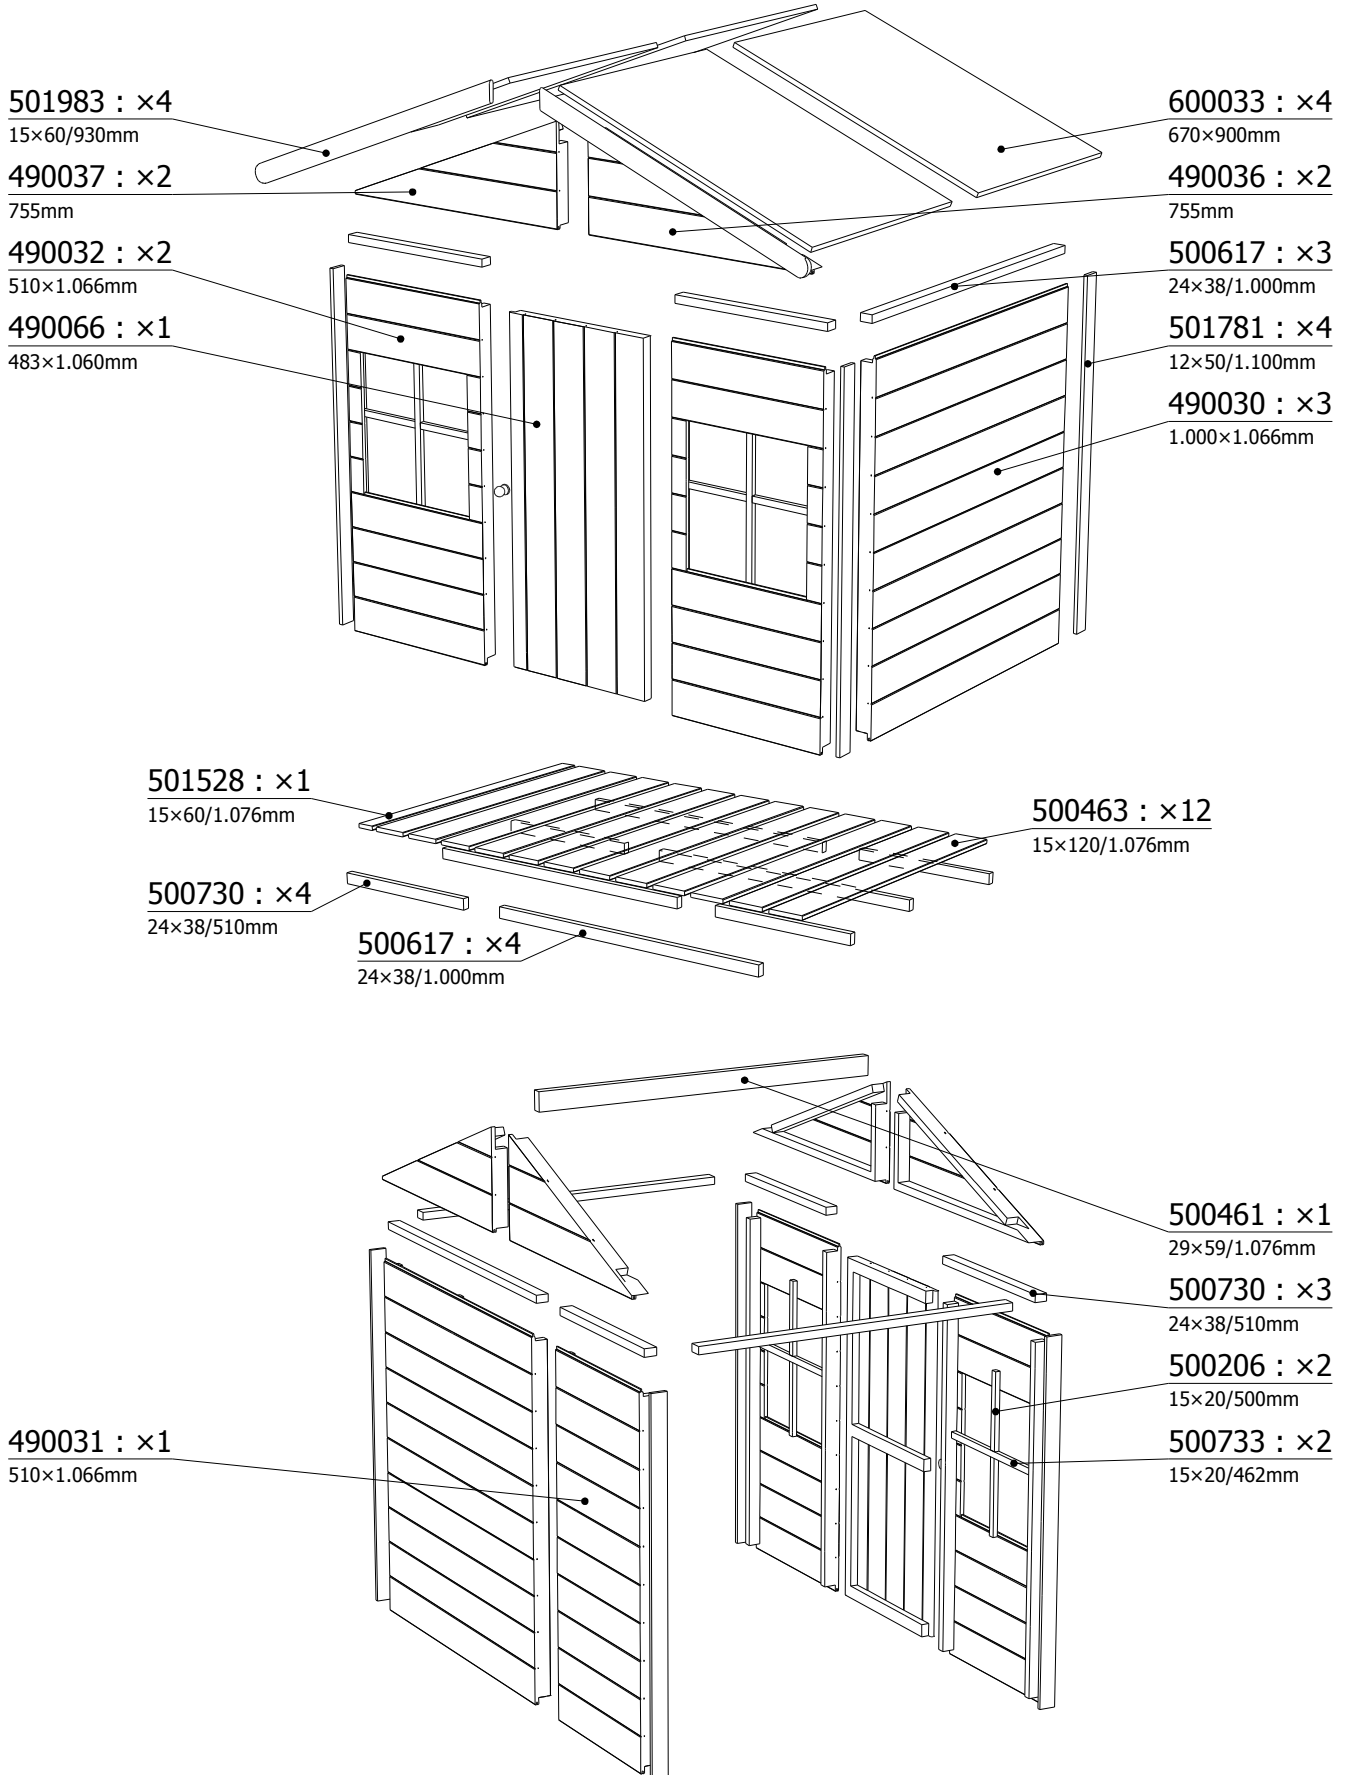 501983 : ×4
15×60/930mm
490037 : ×2
755mm
490032 : ×2
510×1.066mm
490066 : ×1
483×1.060mm
600033 : ×4
670×900mm
490036 : ×2
755mm
500617 : ×3
24×38/1.000mm
501781 : ×4
12×50/1.100mm
490030 : ×3
1.000×1.066mm
501528 : ×1
15×60/1.076mm
500463 : ×12
15×120/1.076mm
500730 : ×4
24×38/510mm
500617 : ×4
24×38/1.000mm
500461 : ×1
29×59/1.076mm
500730 : ×3
24×38/510mm
500206 : ×2
15×20/500mm
500733 : ×2
15×20/462mm
490031 : ×1
510×1.066mm